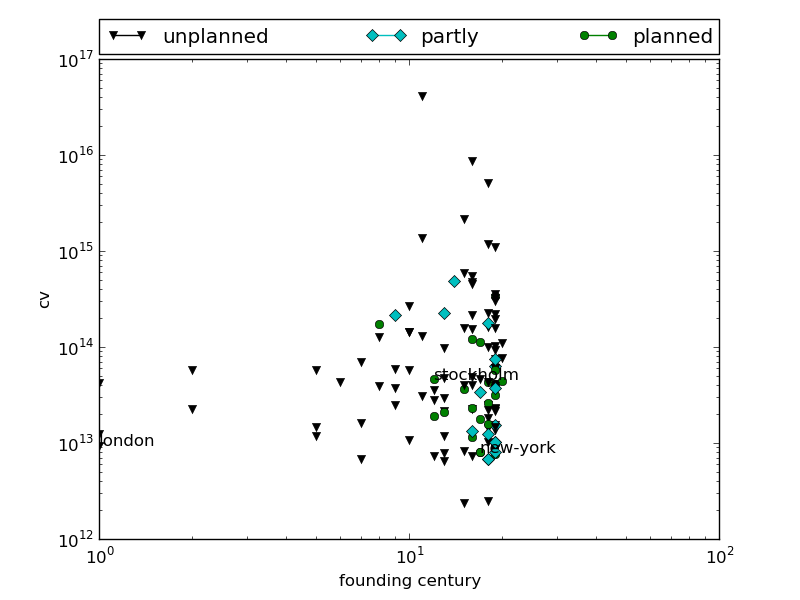 unplanned partly planned
10^17
10^16
10^15
10^14
stockholm
10^13
london
new-york
10^12
cv
10^0 10^1 10^2
founding century